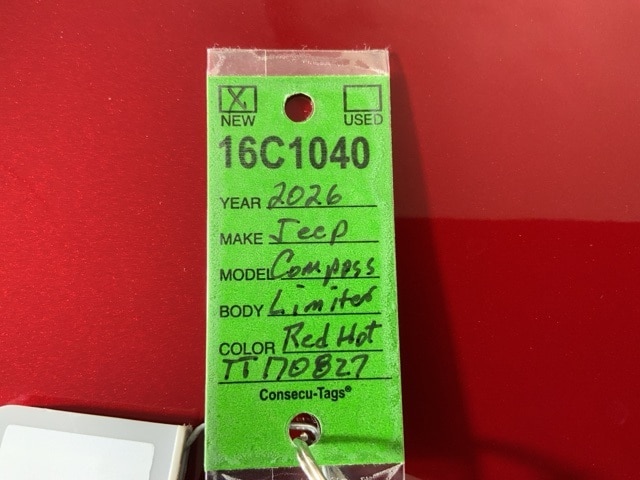 X
NEW USED
16C1040
YEAR 2026
MAKE Jeep
MODEL Compass
BODY Limited
COLOR Red Hot
TT170827
Consecu-Tags®